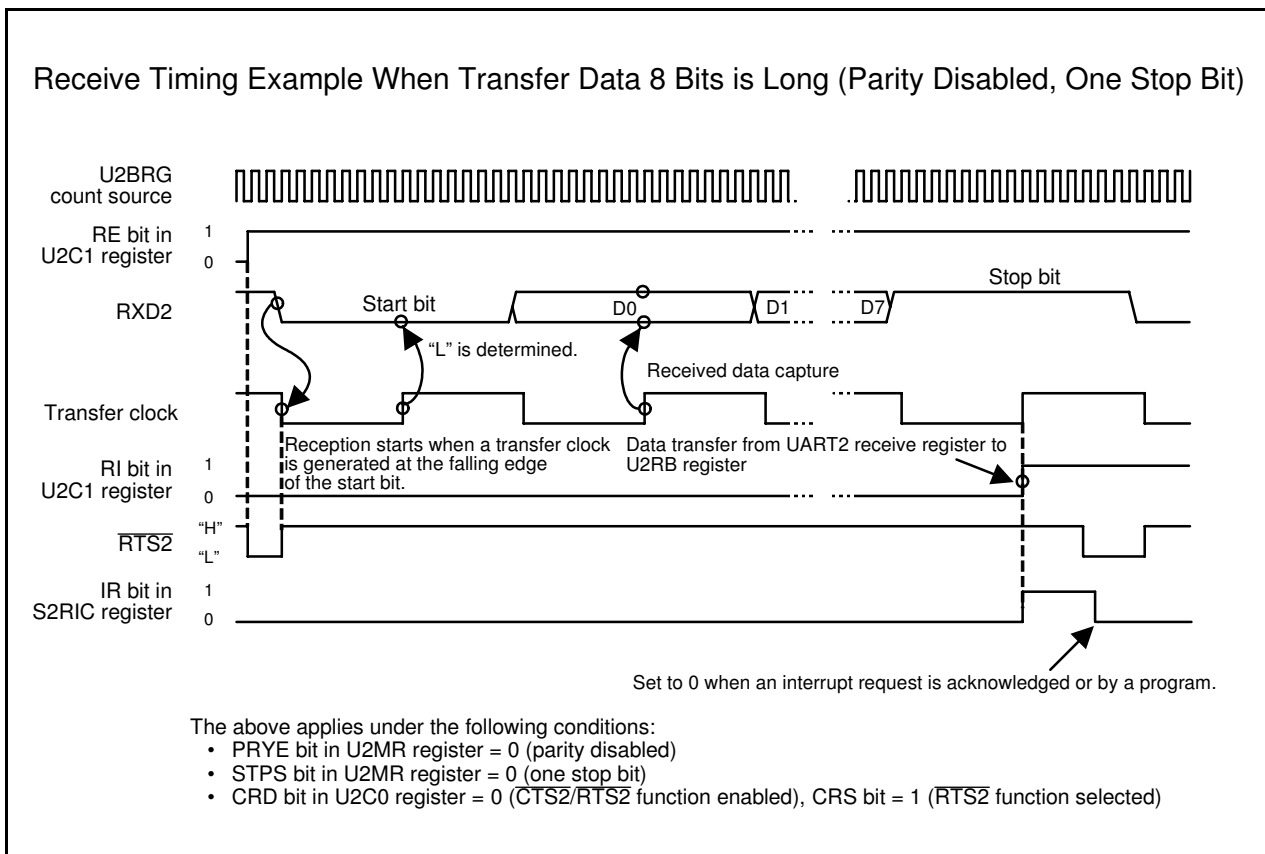 Receive Timing Example When Transfer Data 8 Bits is Long (Parity Disabled, One Stop Bit)
U2BRG
count source
RE bit in
U2C1 register
1
0
RXD2
Start bit
D0
D1
D7
Stop bit
“L” is determined.
Received data capture
Transfer clock
Reception starts when a transfer clock
is generated at the falling edge
of the start bit.
Data transfer from UART2 receive register to
U2RB register
RI bit in
U2C1 register
1
0
RTS2
“H”
“L”
IR bit in
S2RIC register
1
0
Set to 0 when an interrupt request is acknowledged or by a program.
The above applies under the following conditions:
• PRYE bit in U2MR register = 0 (parity disabled)
• STPS bit in U2MR register = 0 (one stop bit)
• CRD bit in U2C0 register = 0 (CTS2/RTS2 function enabled), CRS bit = 1 (RTS2 function selected)